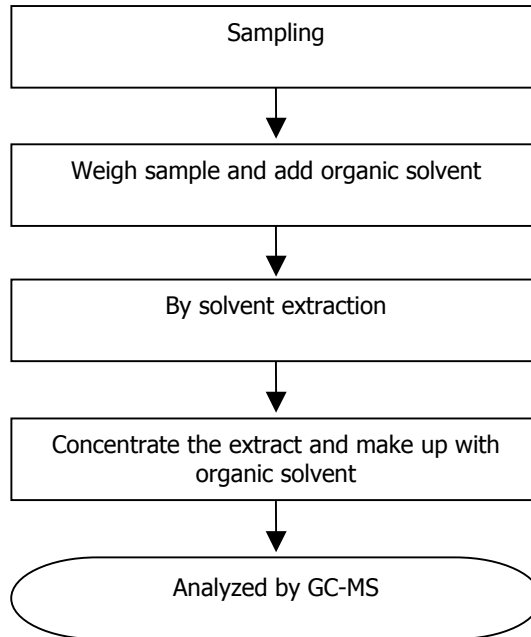 Sampling
Weigh sample and add organic solvent
By solvent extraction
Concentrate the extract and make up with
organic solvent
Analyzed by GC-MS